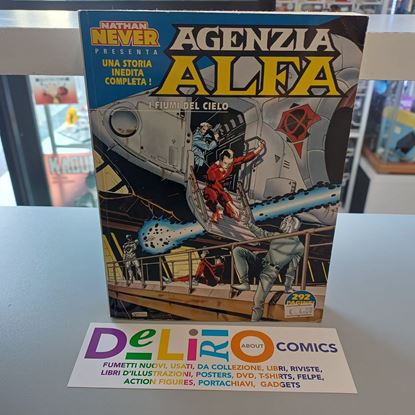 NATHAN
NEVER
PRESENTA
UNA STORIA
INEDITA
COMPLETA!
AGENZIA
ALFA
I FIUMI DEL CIELO
292
PAGINE
DeLiRiO ABOUT COMICS
FUMETTI NUOVI, USATI, DA COLLEZIONE, LIBRI, RIVISTE,
LIBRI D'ILLUSTRAZIONI, POSTERS, DVD, T-SHIRTS, FELPE,
ACTION FIGURES, PORTACHIAVI, GADGETS